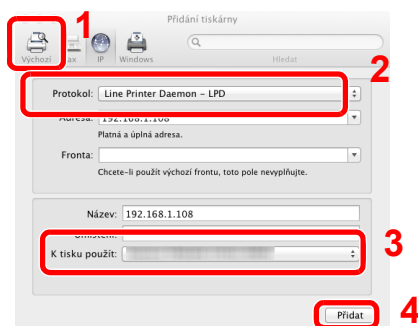 Přidání tiskárny
1
Výchozí Fax IP Windows Hledat
2
Protokol: Line Printer Daemon – LPD
Adresa: 192.168.1.108
Platná a úplná adresa.
Fronta:
Chcete-li použít výchozí frontu, toto pole nevyplňujte.
Název: 192.168.1.108
Umístění:
K tisku použít:
3
Přidat
4